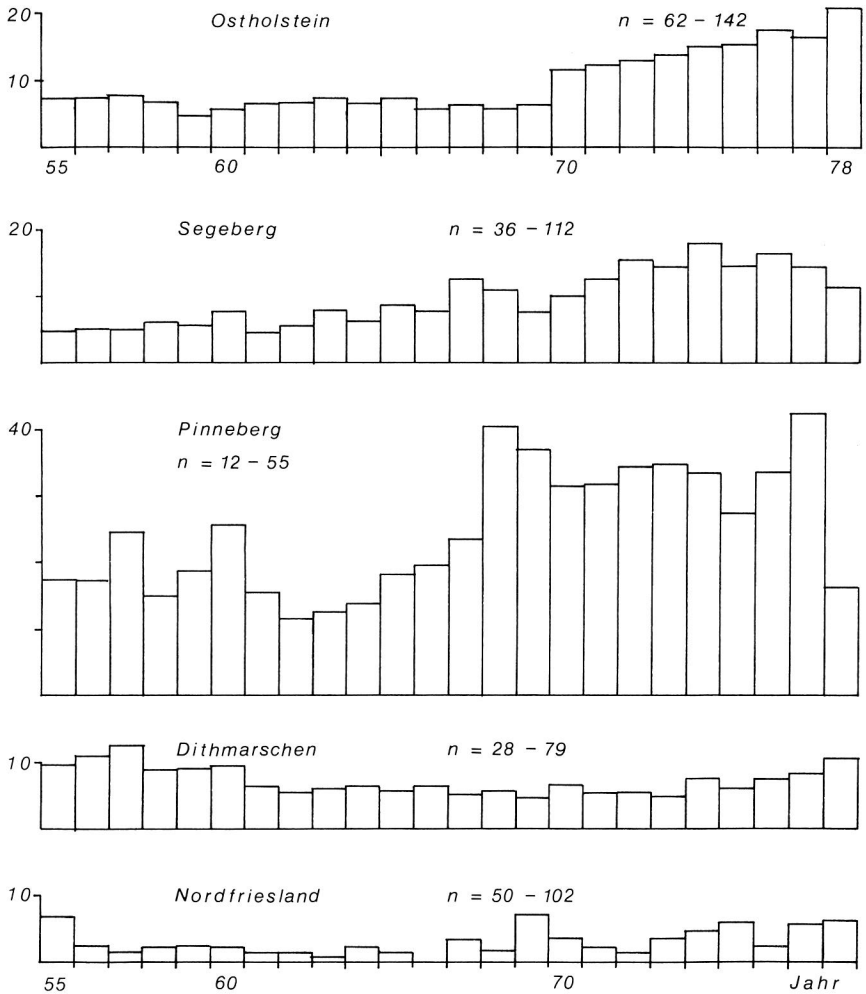 20
Ostholstein n = 62 – 142
10
55 60 70 78
20 Segeberg n = 36 – 112
40 Pinneberg
n = 12 – 55
10 Dithmarschen n = 28 – 79
10 Nordfriesland n = 50 – 102
55 60 70 Jahr